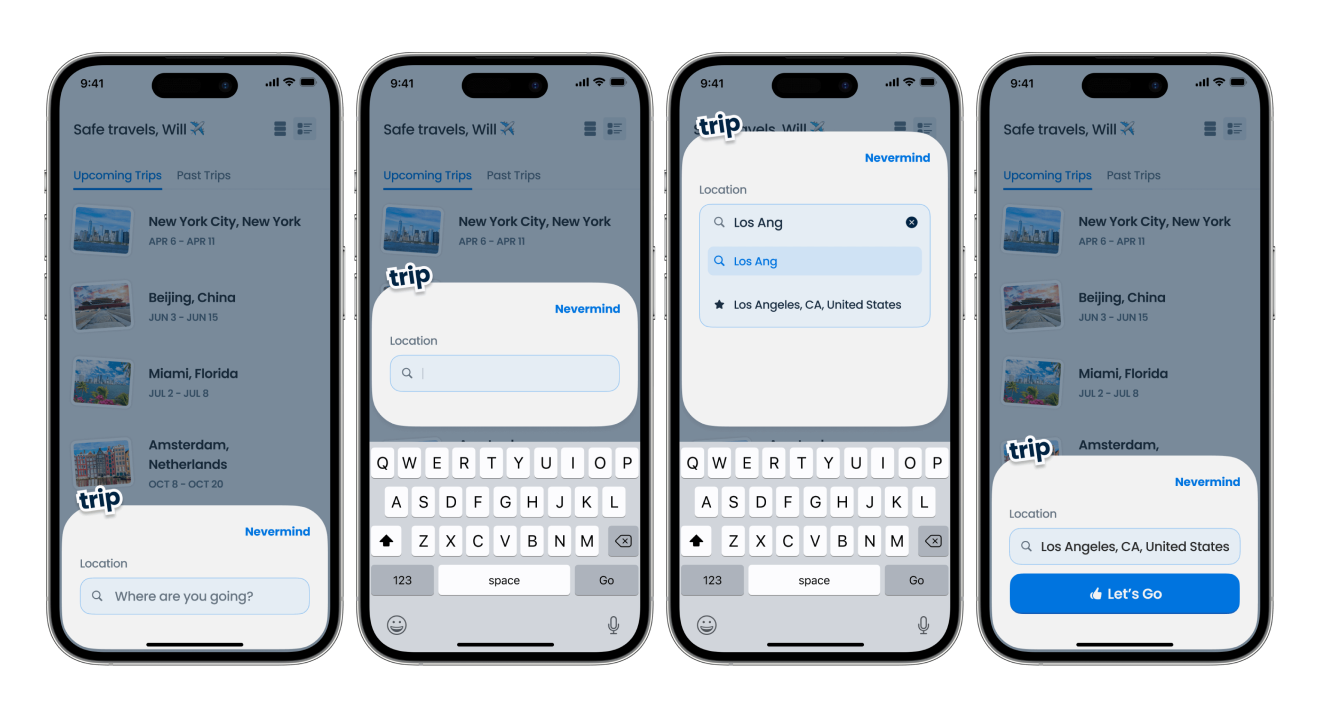 9:41
Safe travels, Will
Upcoming Trips Past Trips
New York City, New York
APR 6 - APR 11
Beijing, China
JUN 3 - JUN 15
Miami, Florida
JUL 2 - JUL 8
Amsterdam,
Netherlands
OCT 8 - OCT 20
trip
Nevermind
Location
Where are you going?
9:41
Safe travels, Will
Upcoming Trips Past Trips
New York City, New York
APR 6 - APR 11
trip
Nevermind
Location
Q W E R T Y U I O P
A S D F G H J K L
Z X C V B N M
123 space Go
9:41
trip
Nevermind
Location
Los Ang
Los Ang
Los Angeles, CA, United States
Q W E R T Y U I O P
A S D F G H J K L
Z X C V B N M
123 space Go
9:41
Safe travels, Will
Upcoming Trips Past Trips
New York City, New York
APR 6 - APR 11
Beijing, China
JUN 3 - JUN 15
Miami, Florida
JUL 2 - JUL 8
Amsterdam,
trip
Nevermind
Location
Los Angeles, CA, United States
Let's Go